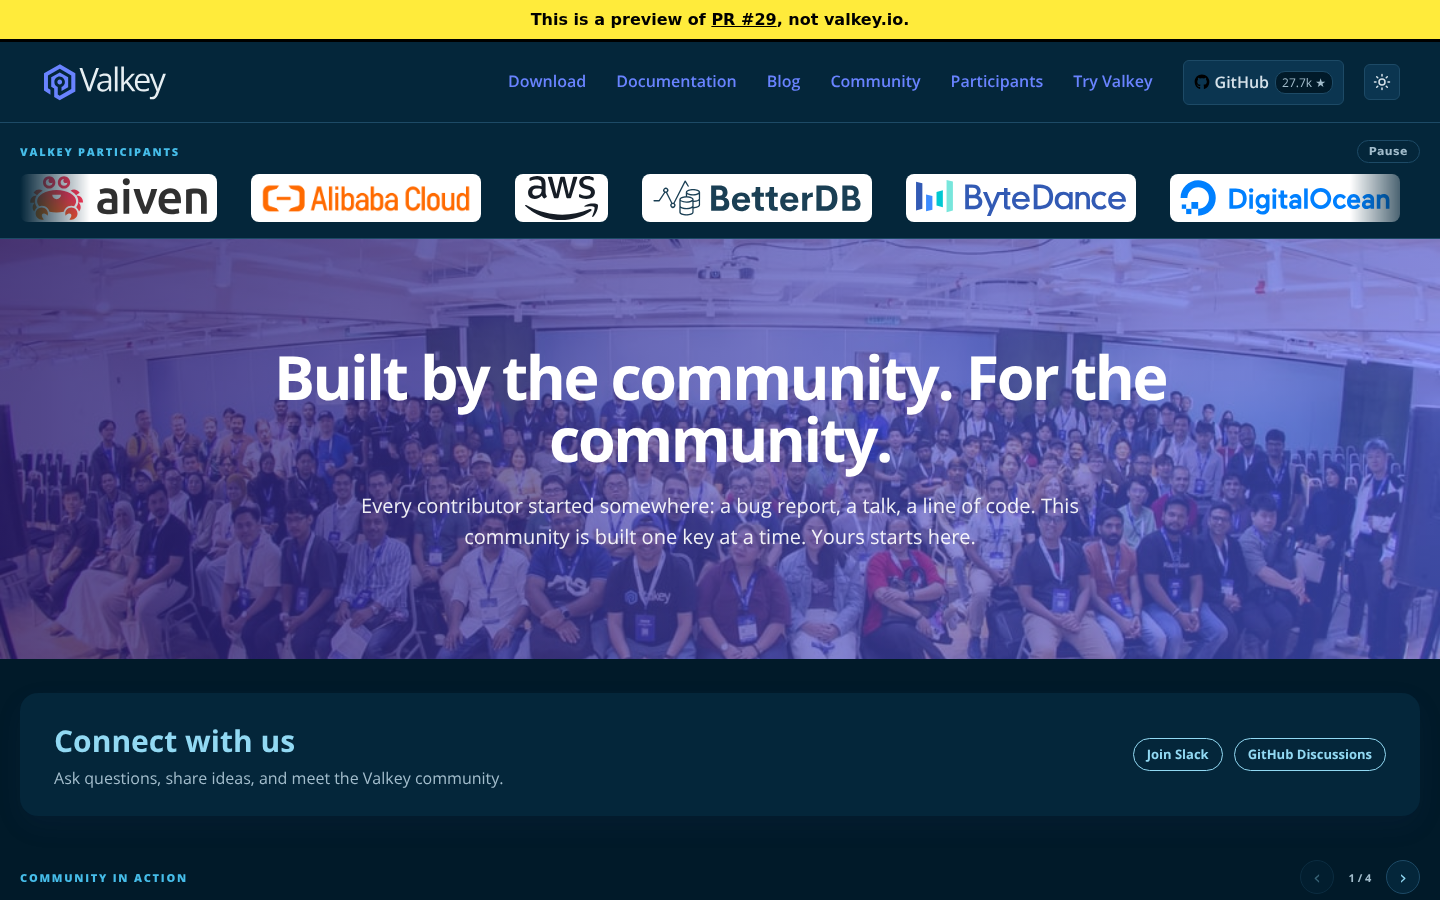 This is a preview of PR #29, not valkey.io.
Valkey
Download
Documentation
Blog
Community
Participants
Try Valkey
GitHub
27.7k ★
VALKEY PARTICIPANTS
Pause
aiven
Alibaba Cloud
aws
BetterDB
ByteDance
DigitalOcean
Built by the community. For the
community.
Every contributor started somewhere: a bug report, a talk, a line of code. This
community is built one key at a time. Yours starts here.
Valkey
Connect with us
Ask questions, share ideas, and meet the Valkey community.
Join Slack
GitHub Discussions
COMMUNITY IN ACTION
‹
1 / 4
›